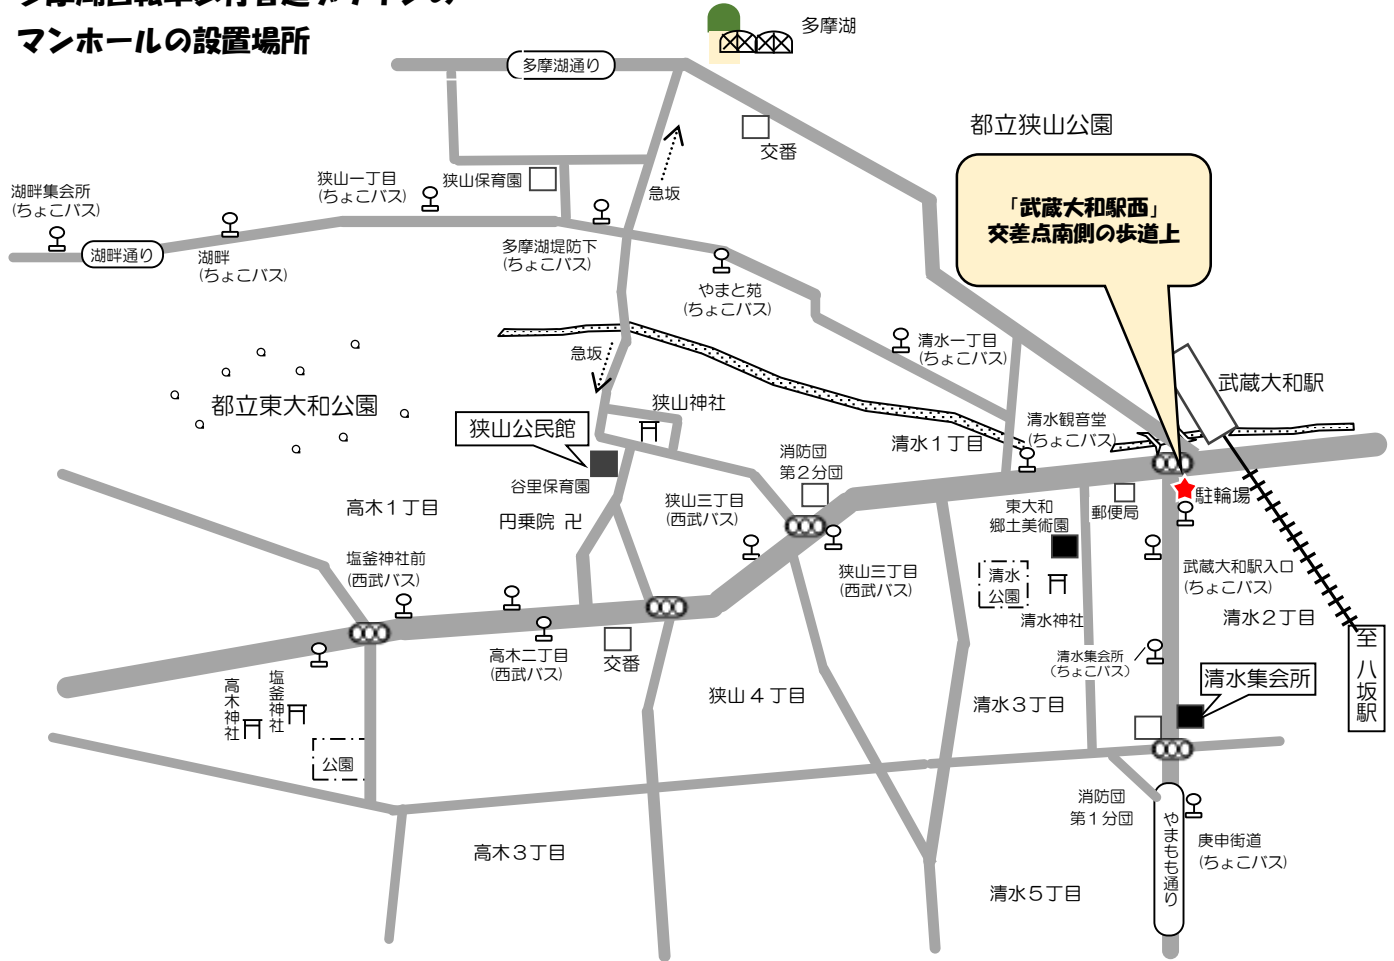 多摩湖自転車歩行者道デザインの
マンホールの設置場所
多摩湖
多摩湖通り
都立狭山公園
交番
急坂
狭山保育園
狭山一丁目
(ちょこバス)
湖畔集会所
(ちょこバス)
湖畔通り
湖畔
(ちょこバス)
多摩湖堤防下
(ちょこバス)
やまと苑
(ちょこバス)
「武蔵大和駅西」
交差点南側の歩道上
清水一丁目
(ちょこバス)
武蔵大和駅
急坂
都立東大和公園
狭山神社
狭山公民館
清水観音堂
(ちょこバス)
清水1丁目
消防団
第2分団
谷里保育園
狭山三丁目
(西武バス)
高木1丁目
円乗院 卍
東大和
郷土美術園
郵便局
駐輪場
塩釜神社前
(西武バス)
狭山三丁目
(西武バス)
清水
公園
武蔵大和駅入口
(ちょこバス)
清水神社
清水2丁目
高木二丁目
(西武バス)
交番
清水集会所
(ちょこバス)
至 八坂駅
清水集会所
高木神社
塩釜神社
狭山4丁目
清水3丁目
公園
消防団
第1分団
やまもも通り
庚申街道
(ちょこバス)
高木3丁目
清水5丁目